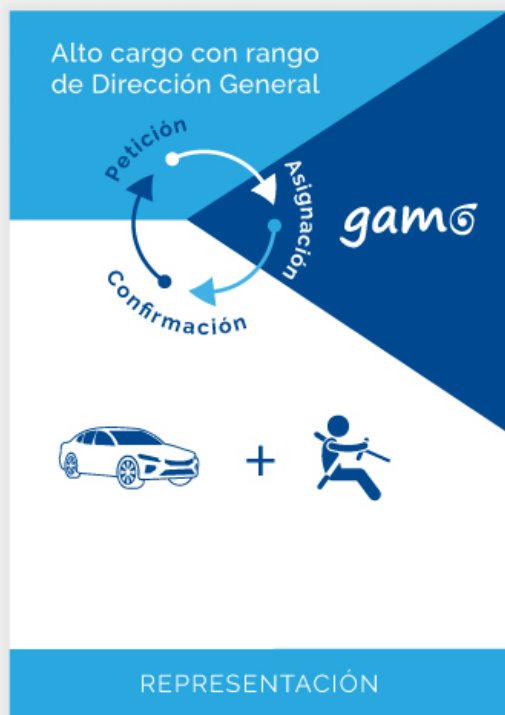 Alto cargo con rango
de Dirección General
Petición
Asignación
gamo
Confirmación
+
REPRESENTACIÓN